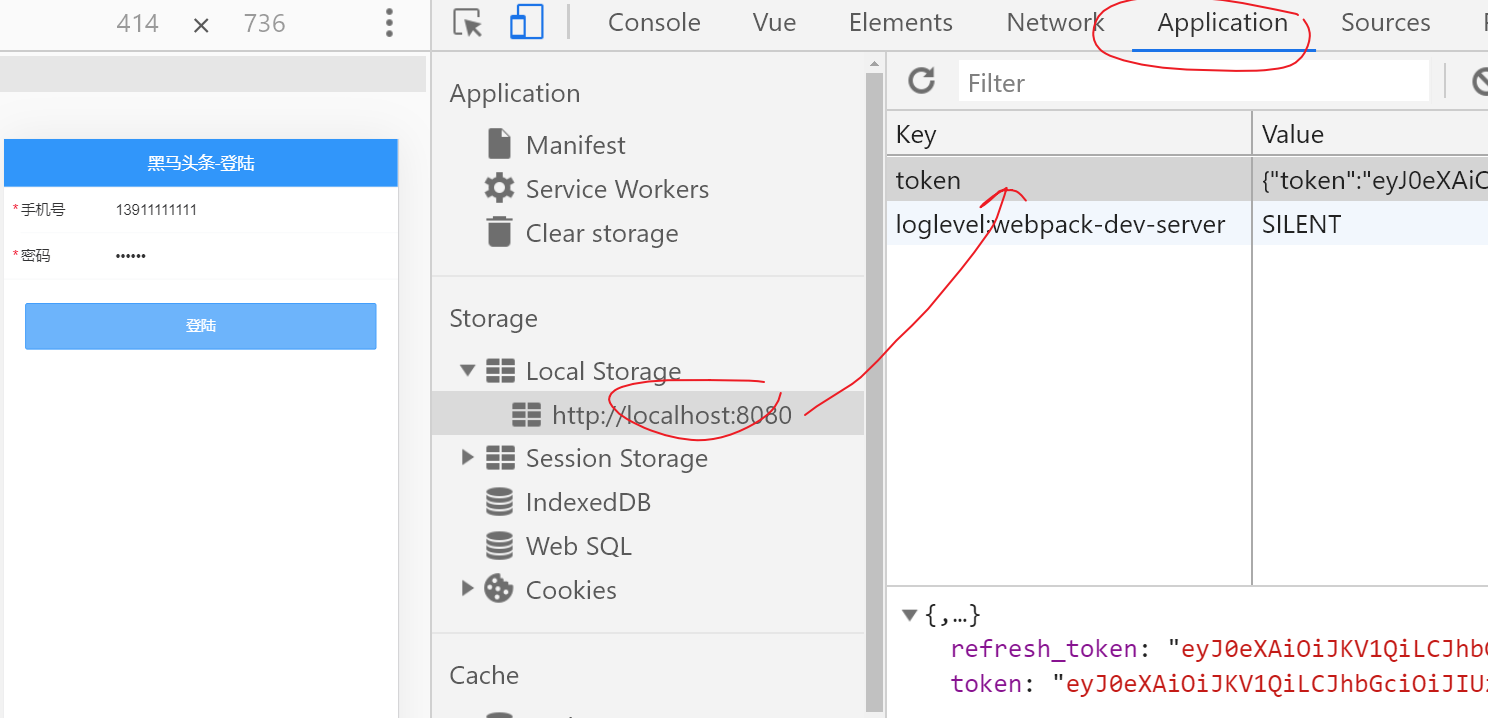 414 × 736
Console Vue Elements Network Application Sources
黑马头条-登陆
*手机号 13911111111
*密码 ••••••
登陆
Application
Manifest
Service Workers
Clear storage
Storage
Local Storage
http://localhost:8080
Session Storage
IndexedDB
Web SQL
Cookies
Cache
Filter
Key Value
token {"token":"eyJ0eXAiC
loglevel:webpack-dev-server SILENT
{,…}
refresh_token: "eyJ0eXAiOiJKV1QiLCJhb
token: "eyJ0eXAiOiJKV1QiLCJhbGciOiJIUz